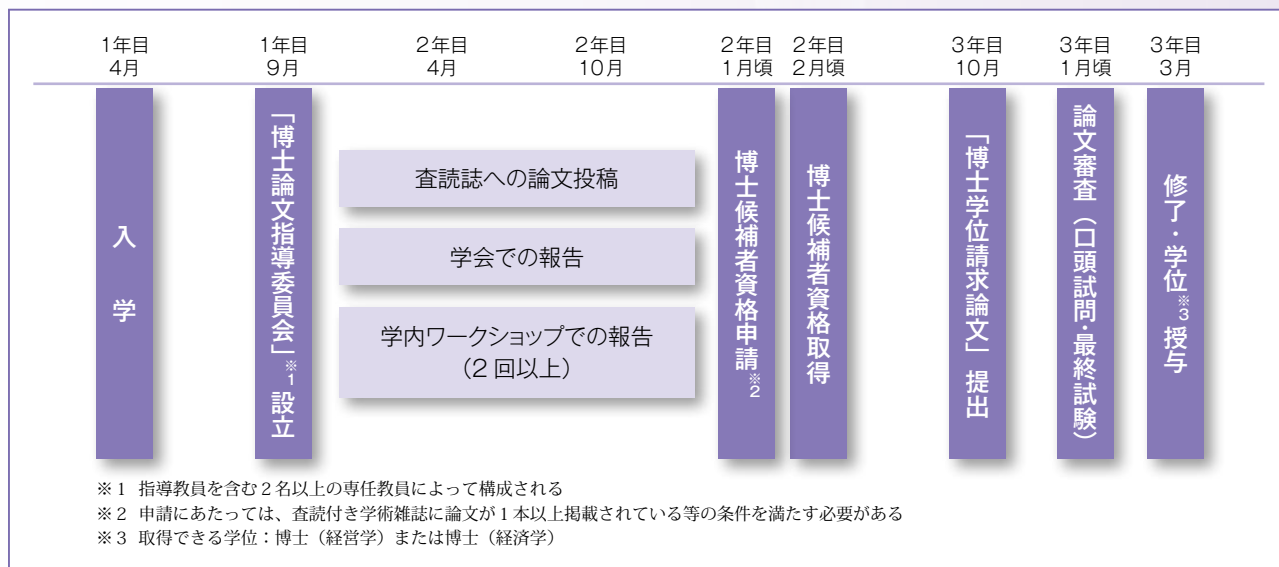 1年目
4月
1年目
9月
2年目
4月
2年目
10月
2年目
1月頃
2年目
2月頃
3年目
10月
3年目
1月頃
3年目
3月
入学
「博士論文指導委員会」※1設立
査読誌への論文投稿
学会での報告
学内ワークショップでの報告
（2回以上）
博士候補者資格申請※2
博士候補者資格取得
「博士学位請求論文」提出
論文審査（口頭試問・最終試験）
修了・学位※3授与
※1 指導教員を含む2名以上の専任教員によって構成される
※2 申請にあたっては、査読付き学術雑誌に論文が1本以上掲載されている等の条件を満たす必要がある
※3 取得できる学位：博士（経営学）または博士（経済学）